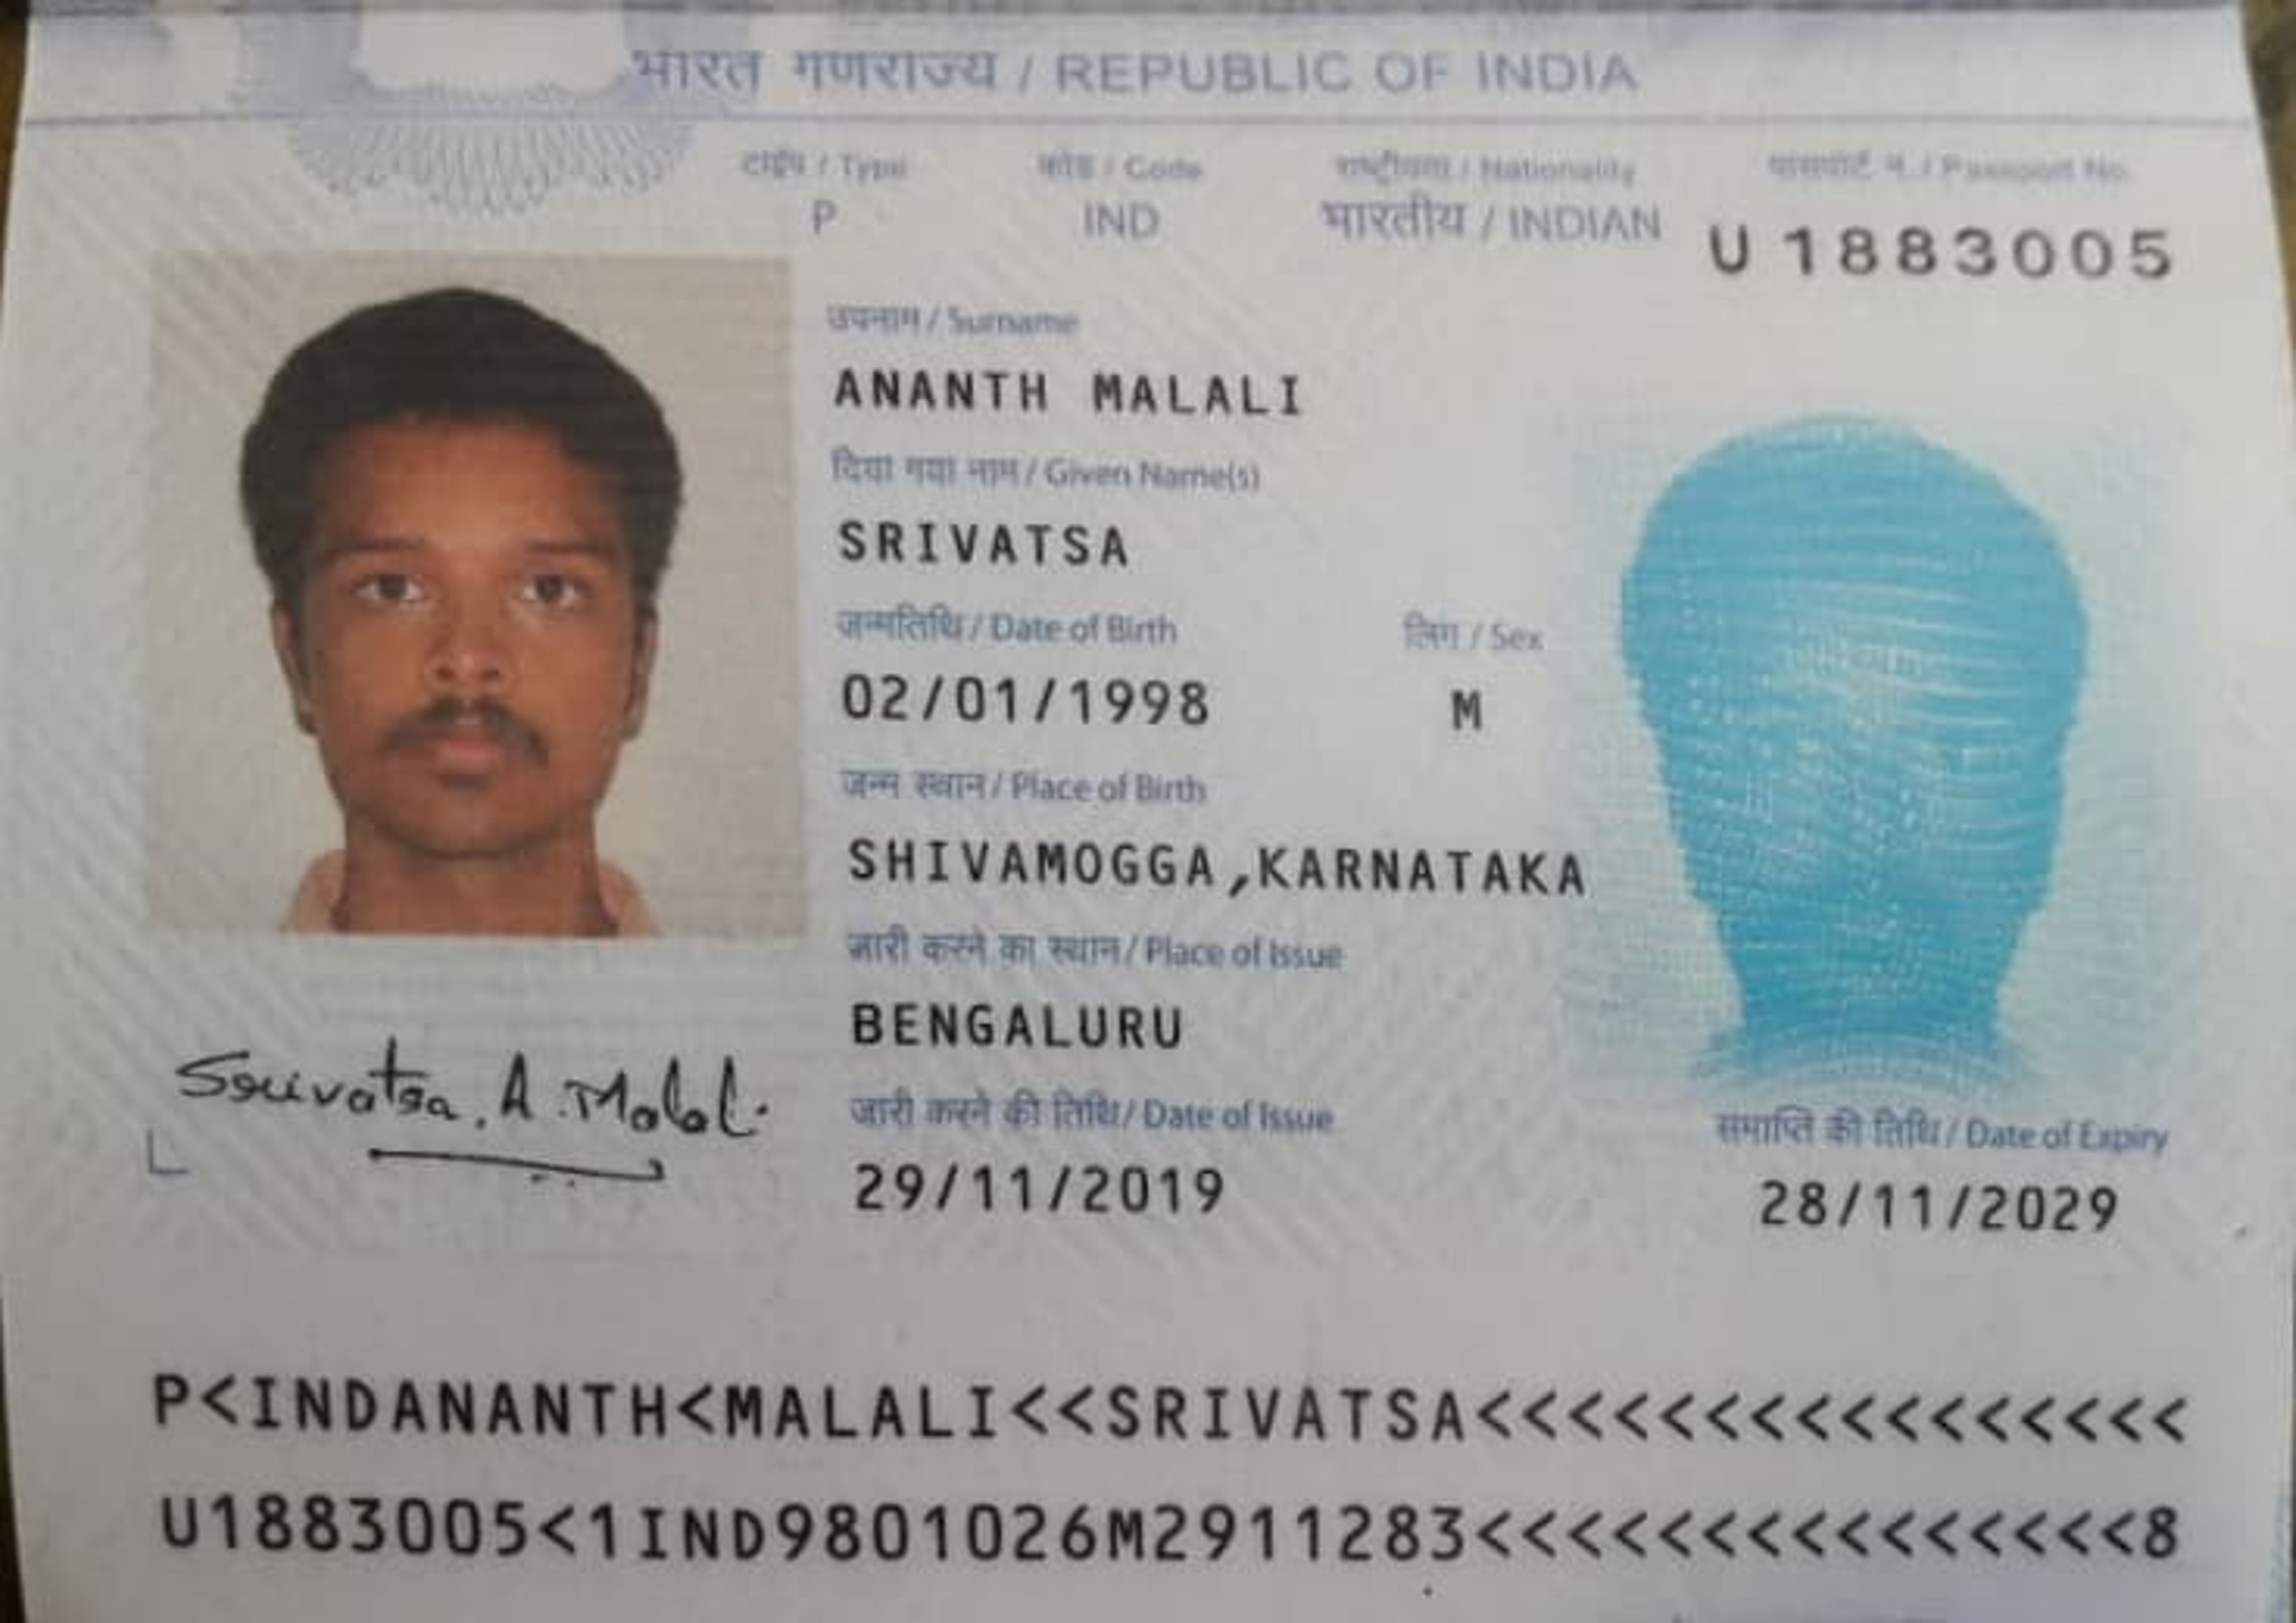 भारत गणराज्य / REPUBLIC OF INDIA
टाईप / Type कोड / Code राष्ट्रीयता / Nationality पासपोर्ट न. / Passport No.
P IND भारतीय / INDIAN U 1883005
उपनाम / Surname
ANANTH MALALI
दिया गया नाम / Given Name(s)
SRIVATSA
जन्मतिथि / Date of Birth लिंग / Sex
02/01/1998 M
जन्म स्थान / Place of Birth
SHIVAMOGGA,KARNATAKA
जारी करने का स्थान / Place of Issue
BENGALURU
Srivatsa. A. Malali
जारी करने की तिथि / Date of Issue समाप्ति की तिथि / Date of Expiry
29/11/2019 28/11/2029
P<INDANANTH<MALALI<<SRIVATSA<<<<<<<<<<<<<<<<
U1883005<1IND9801026M2911283<<<<<<<<<<<<<<<8